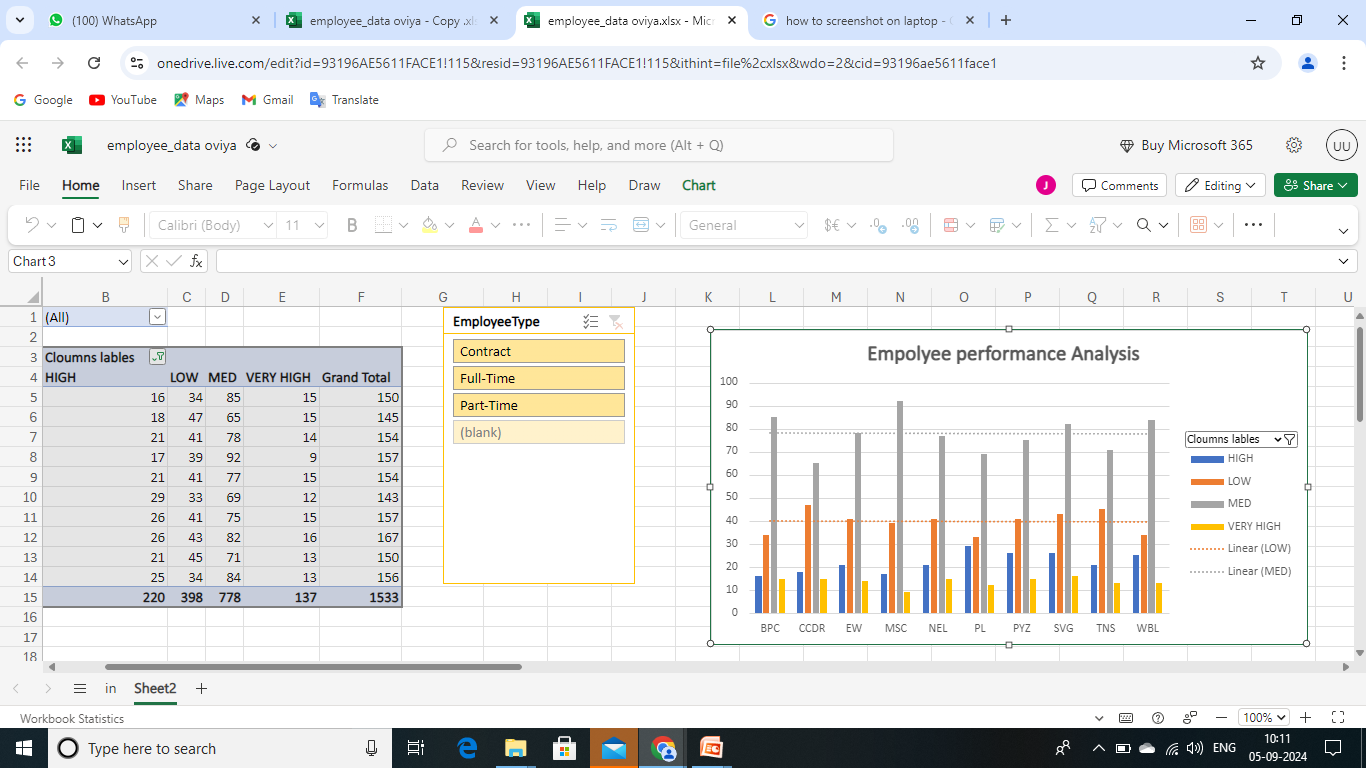 (100) WhatsApp
employee_data oviya - Copy .xl
employee_data oviya.xlsx - Micr
how to screenshot on laptop -
onedrive.live.com/edit?id=93196AE5611FACE1!115&resid=93196AE5611FACE1!115&ithint=file%2cxlsx&wdo=2&cid=93196ae5611face1
Google YouTube Maps Gmail Translate
employee_data oviya
Search for tools, help, and more (Alt + Q)
Buy Microsoft 365
UU
File Home Insert Share Page Layout Formulas Data Review View Help Draw Chart
J
Comments
Editing
Share
Calibri (Body) 11 B A General $€ .00
Chart 3 fx
B C D E F G H I J K L M N O P Q R S T U
1 (All)
2
3 Cloumns lables
4 HIGH LOW MED VERY HIGH Grand Total
5 16 34 85 15 150
6 18 47 65 15 145
7 21 41 78 14 154
8 17 39 92 9 157
9 21 41 77 15 154
10 29 33 69 12 143
11 26 41 75 15 157
12 26 43 82 16 167
13 21 45 71 13 150
14 25 34 84 13 156
15 220 398 778 137 1533
16
17
18
EmployeeType
Contract
Full-Time
Part-Time
(blank)
Empolyee performance Analysis
100
90
80
70
60
50
40
30
20
10
0
BPC CCDR EW MSC NEL PL PYZ SVG TNS WBL
Cloumns lables
HIGH
LOW
MED
VERY HIGH
Linear (LOW)
Linear (MED)
in Sheet2
Workbook Statistics
100%
Type here to search
ENG
10:11
05-09-2024